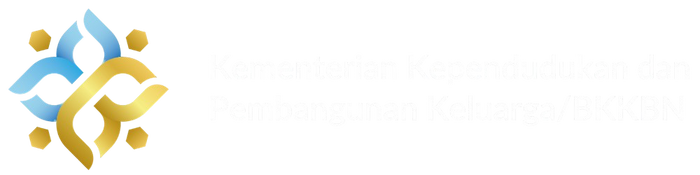 Kementerian Kependudukan dan
Pembangunan Keluarga/BKKBN